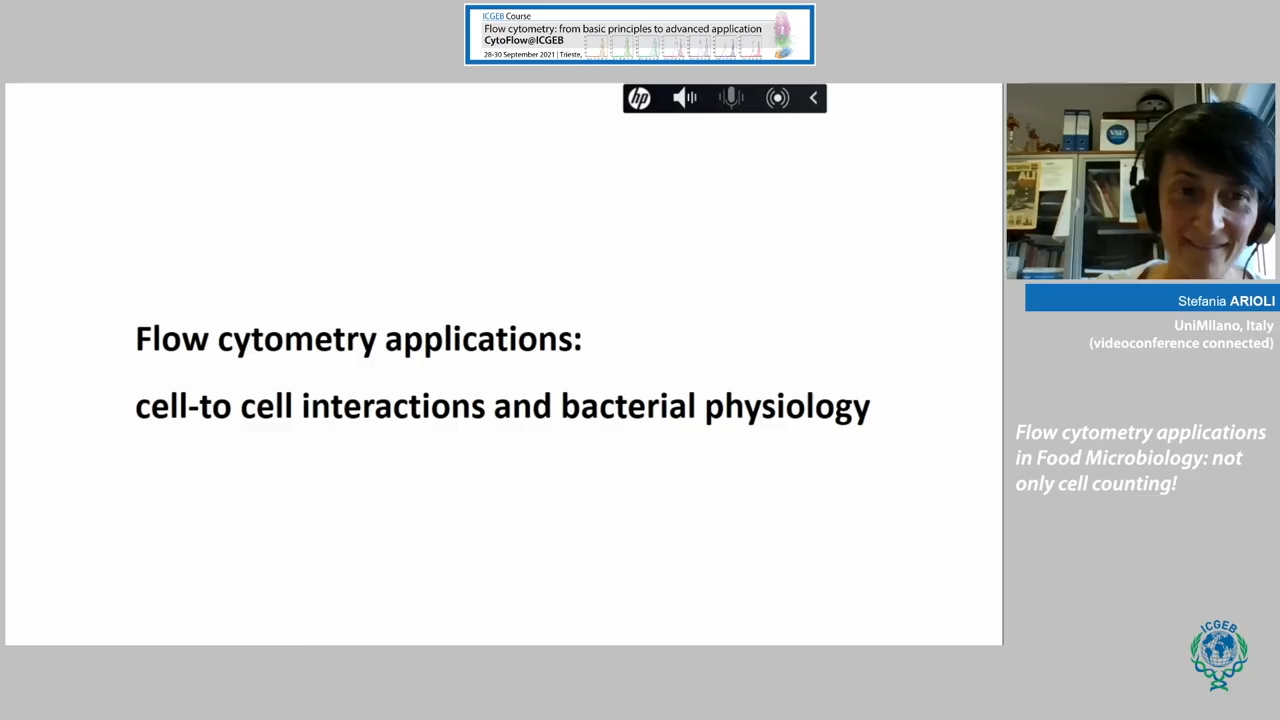 ICGEB Course
Flow cytometry: from basic principles to advanced application
CytoFlow@ICGEB
28-30 September 2021 | Trieste,
hp
Flow cytometry applications:
cell-to cell interactions and bacterial physiology
Stefania ARIOLI
UniMIlano, Italy
(videoconference connected)
Flow cytometry applications
in Food Microbiology: not
only cell counting!
ICGEB